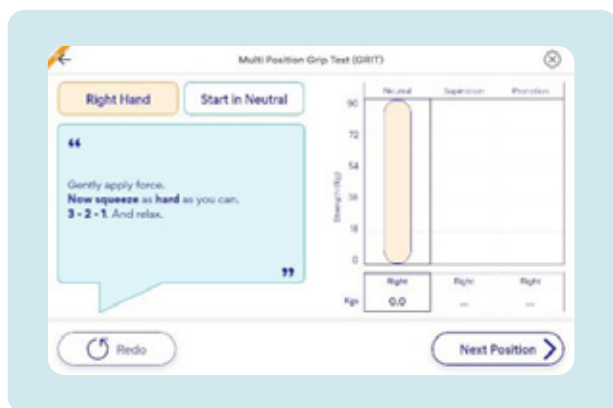 Multi Position Grip Test (GRIT)
Right Hand
Start in Neutral
“
Gently apply force.
Now squeeze as hard as you can.
3 - 2 - 1. And relax.
”
Neutral Supination Pronation
Strength (Kg)
90
72
54
36
18
0
Right Right Right
Kgs 0.0 -- --
Redo
Next Position